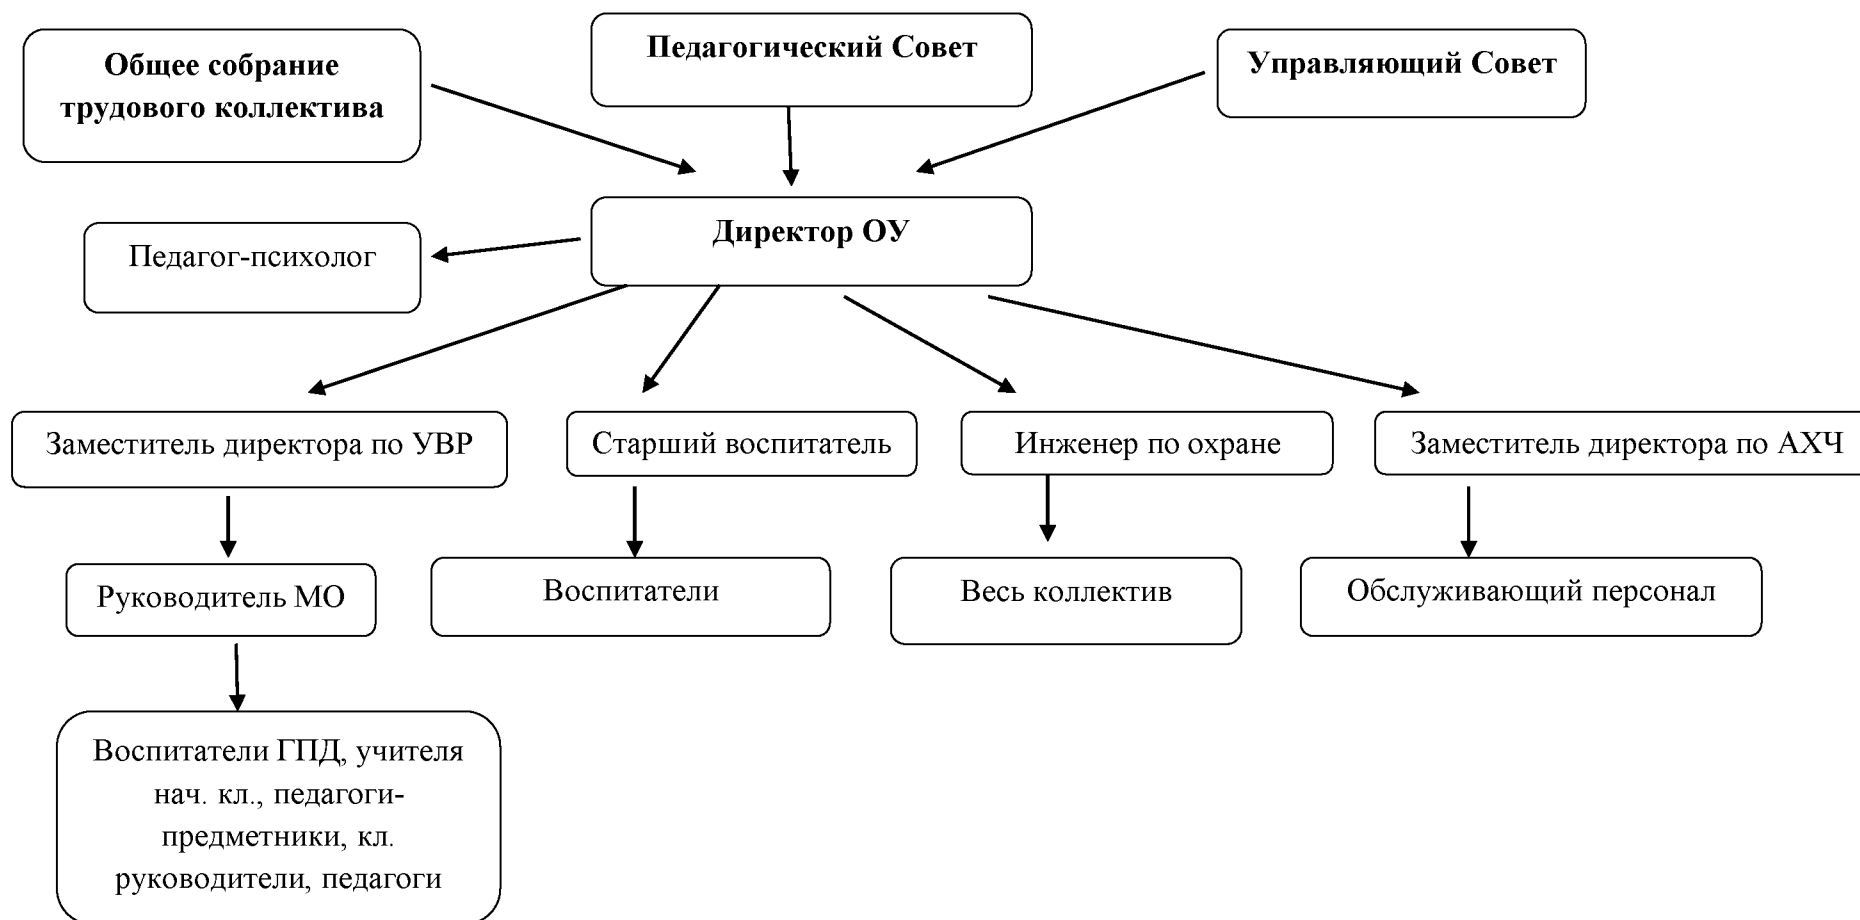 Общее собрание
трудового коллектива
Педагогический Совет
Управляющий Совет
Директор ОУ
Педагог-психолог
Заместитель директора по УВР
Старший воспитатель
Инженер по охране
Заместитель директора по АХЧ
Руководитель МО
Воспитатели
Весь коллектив
Обслуживающий персонал
Воспитатели ГПД, учителя
нач. кл., педагоги-
предметники, кл.
руководители, педагоги